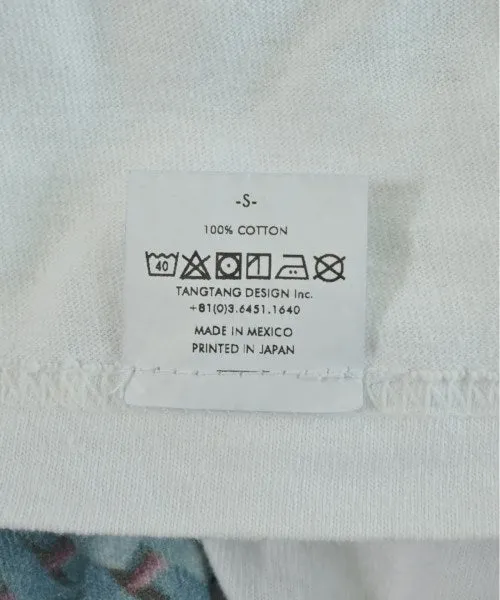 -S-
100% COTTON
40
TANGTANG DESIGN Inc.
+81(0)3.6451.1640
MADE IN MEXICO
PRINTED IN JAPAN